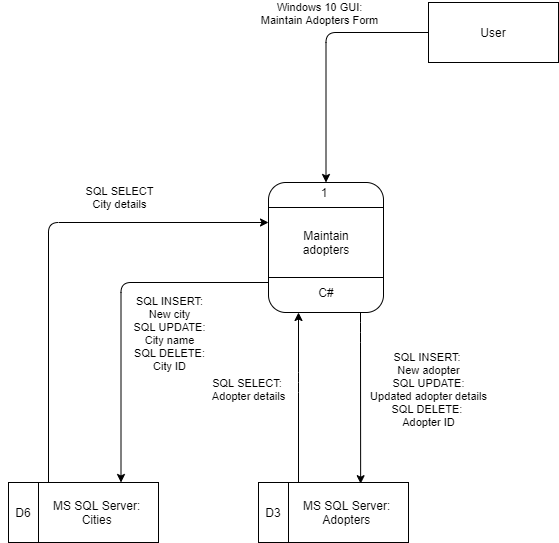 Windows 10 GUI:
Maintain Adopters Form
User
1
SQL SELECT
City details
Maintain
adopters
C#
SQL INSERT:
New city
SQL UPDATE:
City name
SQL DELETE:
City ID
SQL SELECT:
Adopter details
SQL INSERT:
New adopter
SQL UPDATE:
Updated adopter details
SQL DELETE:
Adopter ID
D6
MS SQL Server:
Cities
D3
MS SQL Server:
Adopters